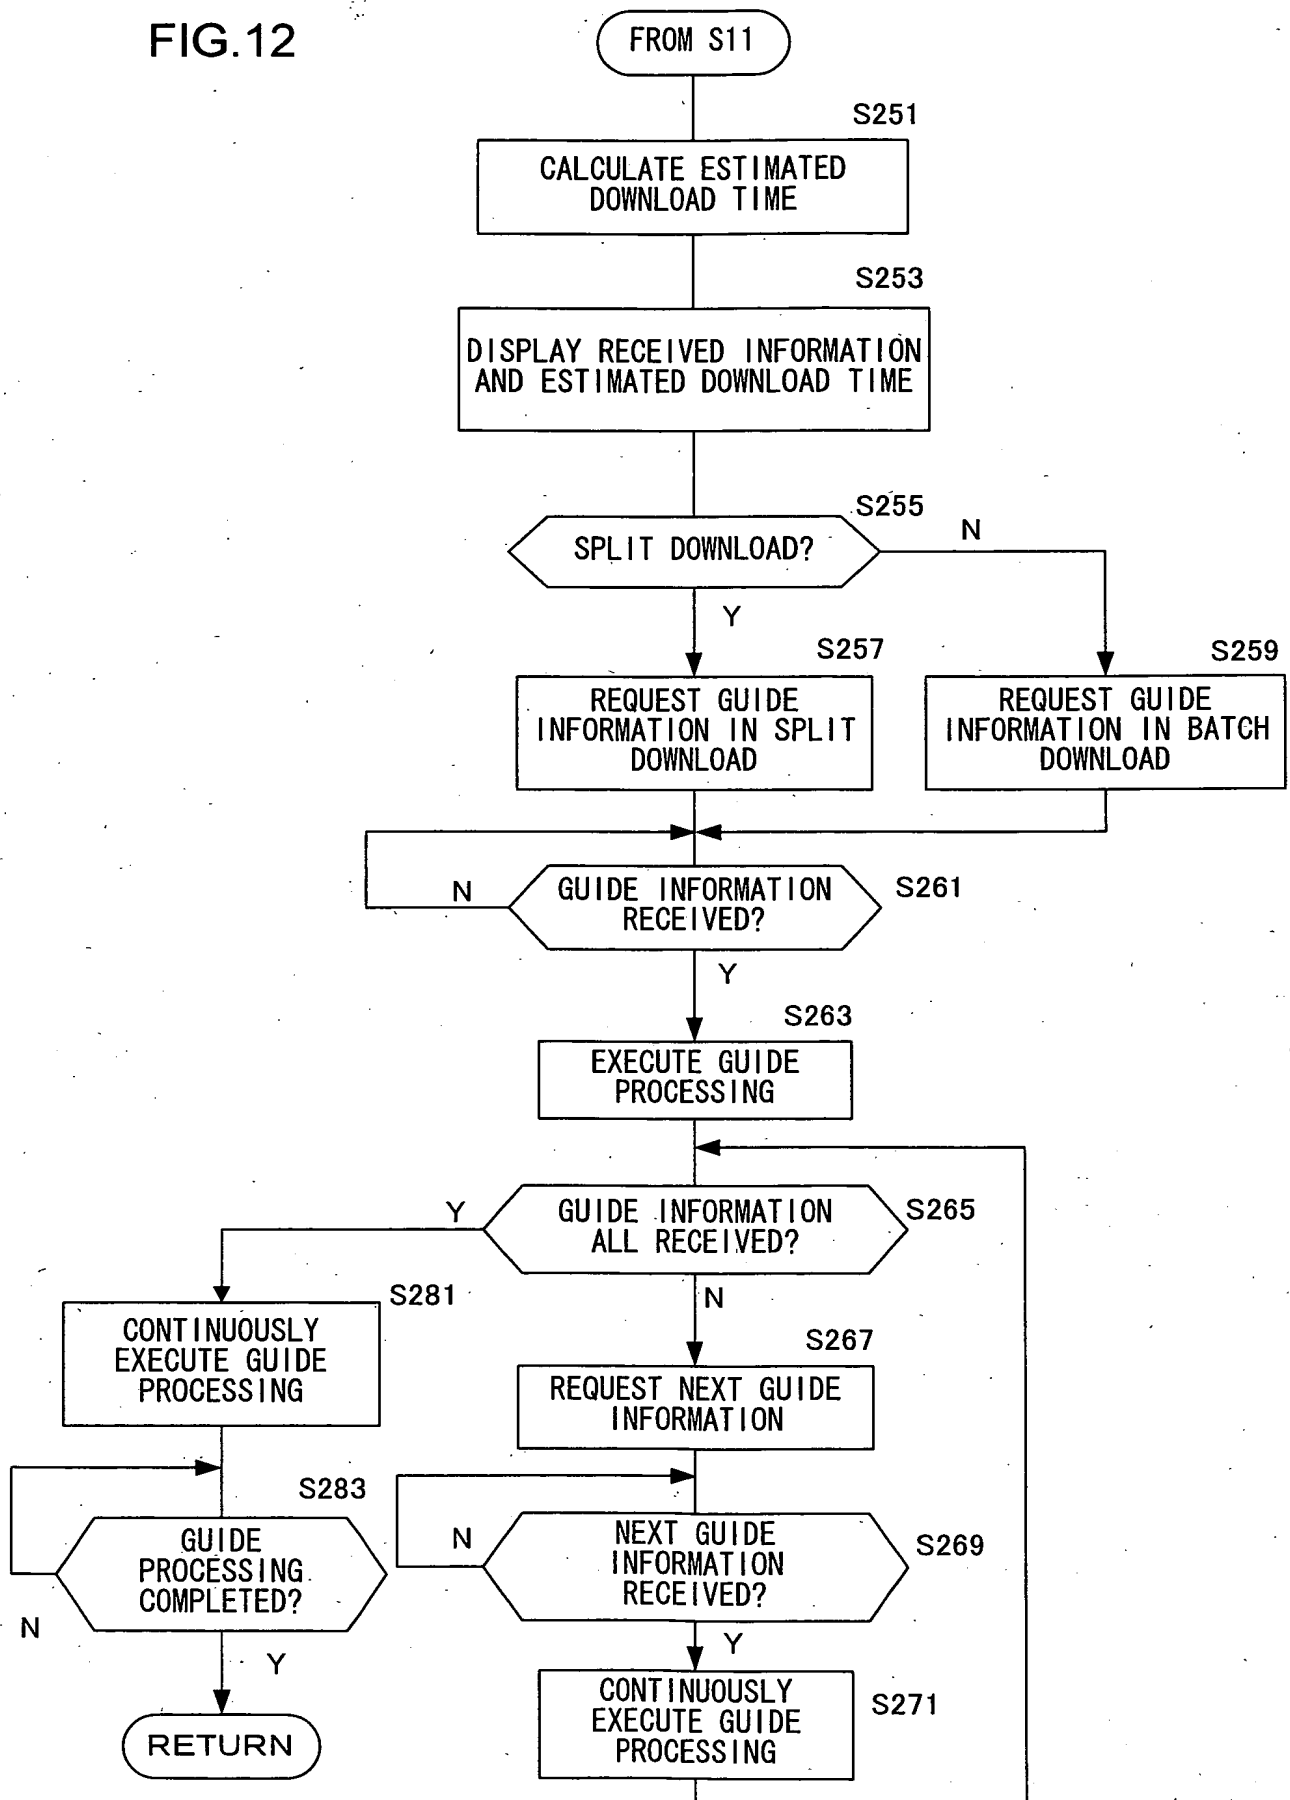 FIG.12
FROM S11
S251
CALCULATE ESTIMATED
DOWNLOAD TIME
S253
DISPLAY RECEIVED INFORMATION
AND ESTIMATED DOWNLOAD TIME
S255
SPLIT DOWNLOAD?
N
Y
S257
REQUEST GUIDE
INFORMATION IN SPLIT
DOWNLOAD
S259
REQUEST GUIDE
INFORMATION IN BATCH
DOWNLOAD
S261
GUIDE INFORMATION
RECEIVED?
N
Y
S263
EXECUTE GUIDE
PROCESSING
S265
GUIDE INFORMATION
ALL RECEIVED?
Y
N
S281
CONTINUOUSLY
EXECUTE GUIDE
PROCESSING
S267
REQUEST NEXT GUIDE
INFORMATION
S283
GUIDE
PROCESSING
COMPLETED?
N
Y
RETURN
S269
NEXT GUIDE
INFORMATION
RECEIVED?
N
Y
S271
CONTINUOUSLY
EXECUTE GUIDE
PROCESSING